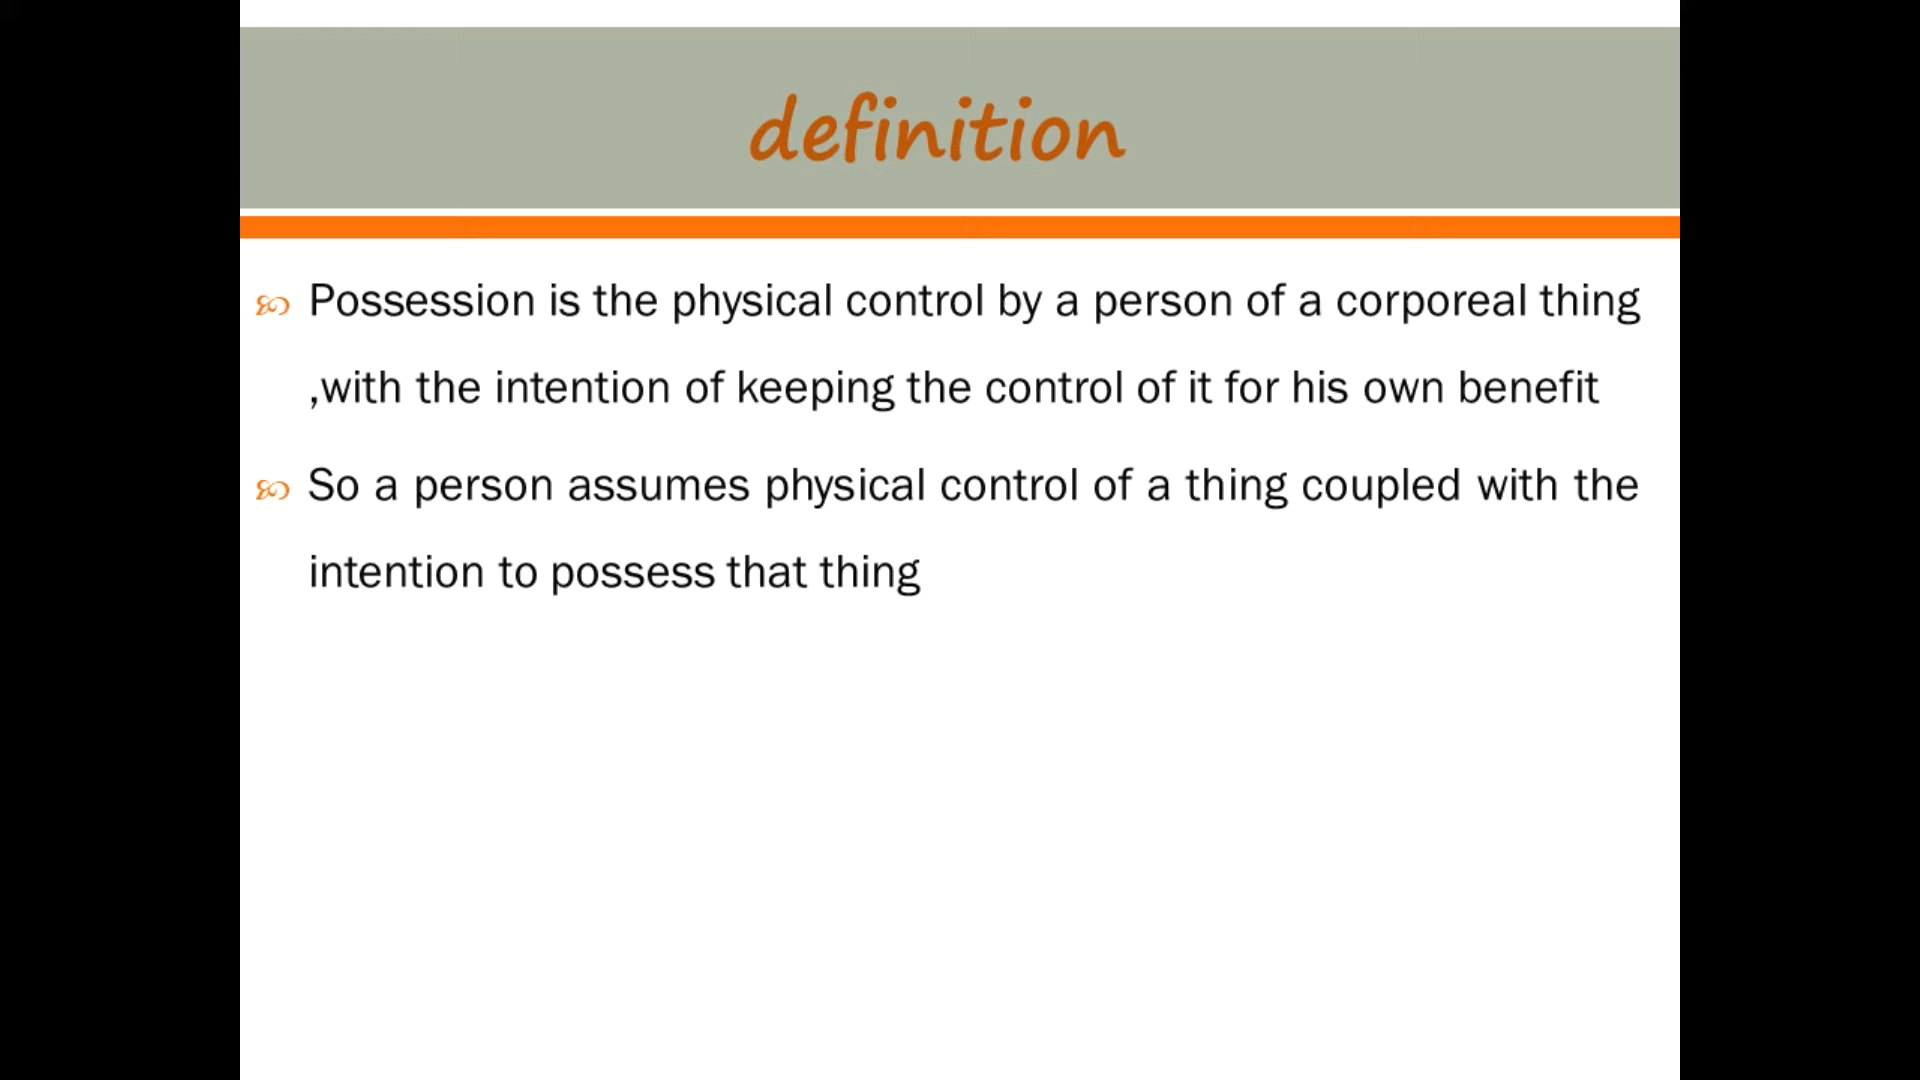 definition
Possession is the physical control by a person of a corporeal thing
,with the intention of keeping the control of it for his own benefit
So a person assumes physical control of a thing coupled with the
intention to possess that thing